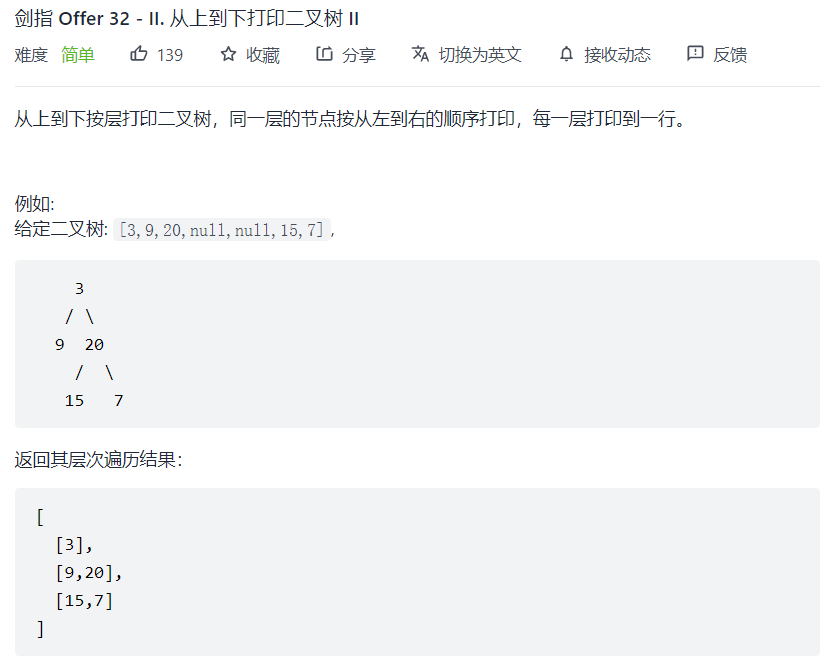 剑指 Offer 32 - II. 从上到下打印二叉树 II
难度 简单 139 收藏 分享 切换为英文 接收动态 反馈
从上到下按层打印二叉树，同一层的节点按从左到右的顺序打印，每一层打印到一行。
例如:
给定二叉树: [3,9,20,null,null,15,7],
3
/ \
9 20
/ \
15 7
返回其层次遍历结果：
[
[3],
[9,20],
[15,7]
]